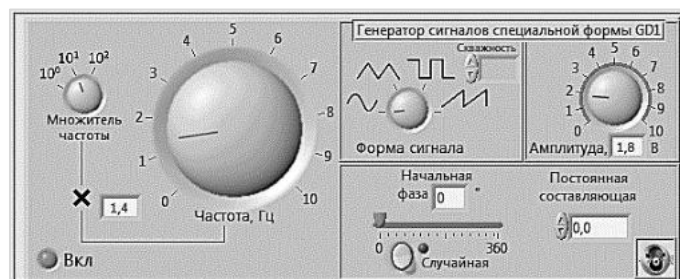 Генератор сигналов специальной формы GD1
10⁰ 10¹ 10²
Множитель
частоты
1,4
0 1 2 3 4 5 6 7 8 9 10
Частота, Гц
Вкл
Скважность
Форма сигнала
0 1 2 3 4 5 6 7 8 9 10
Амплитуда, 1,8 В
Начальная
фаза 0 °
0 360
Случайная
Постоянная
составляющая
0,0